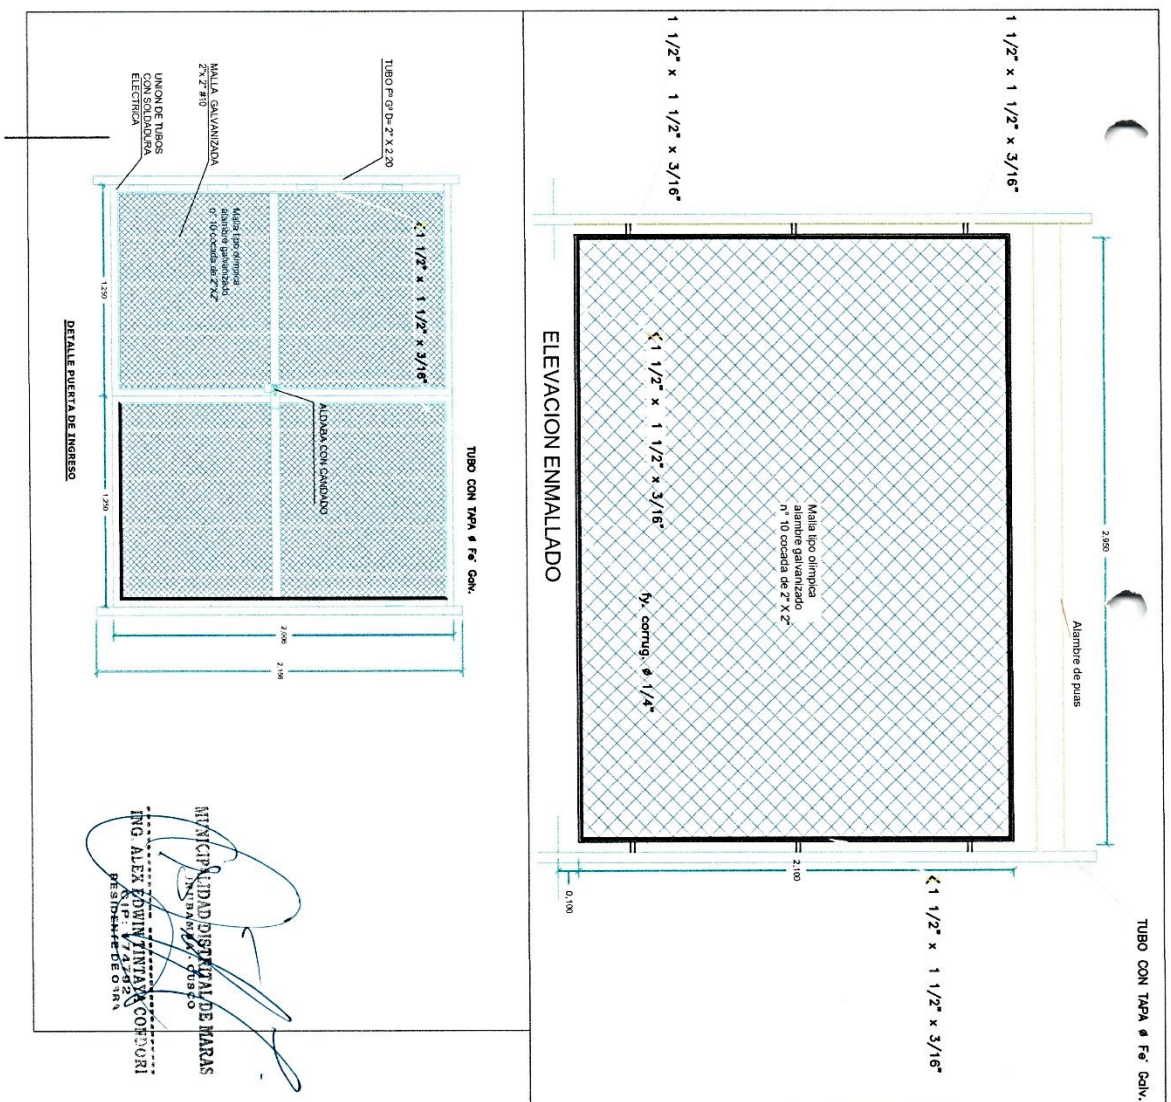 1 1/2" x 1 1/2" x 3/16"
1 1/2" x 1 1/2" x 3/16"
2,950
Alambre de puas
TUBO CON TAPA ø Fe° Galv.
Malla tipo olimpica
alambre galvanizado
n° 10 cocada de 2" X 2"
1 1/2" x 1 1/2" x 3/16"
fy. corrug. ø 1/4"
2,100
0,100
1 1/2" x 1 1/2" x 3/16"
ELEVACION ENMALLADO
TUBO Fº Gº D= 2" X 2.20
MALLA GALVANIZADA
2"x 2" #10
UNION DE TUBOS
CON SOLDADURA
ELECTRICA
1 1/2" x 1 1/2" x 3/16"
Malla tipo olimpica
alambre galvanizado
n° 10 cocada de 2" X 2"
ALDABA CON CANDADO
TUBO CON TAPA ø Fe° Galv.
1,250
1,250
DETALLE PUERTA DE INGRESO
MUNICIPALIDAD DISTRITAL DE MARAS
URUBAMBA - CUSCO
ING. ALEX EDWIN TINTAYA CONDORI
CIP:
RESIDENTE DE OBRA